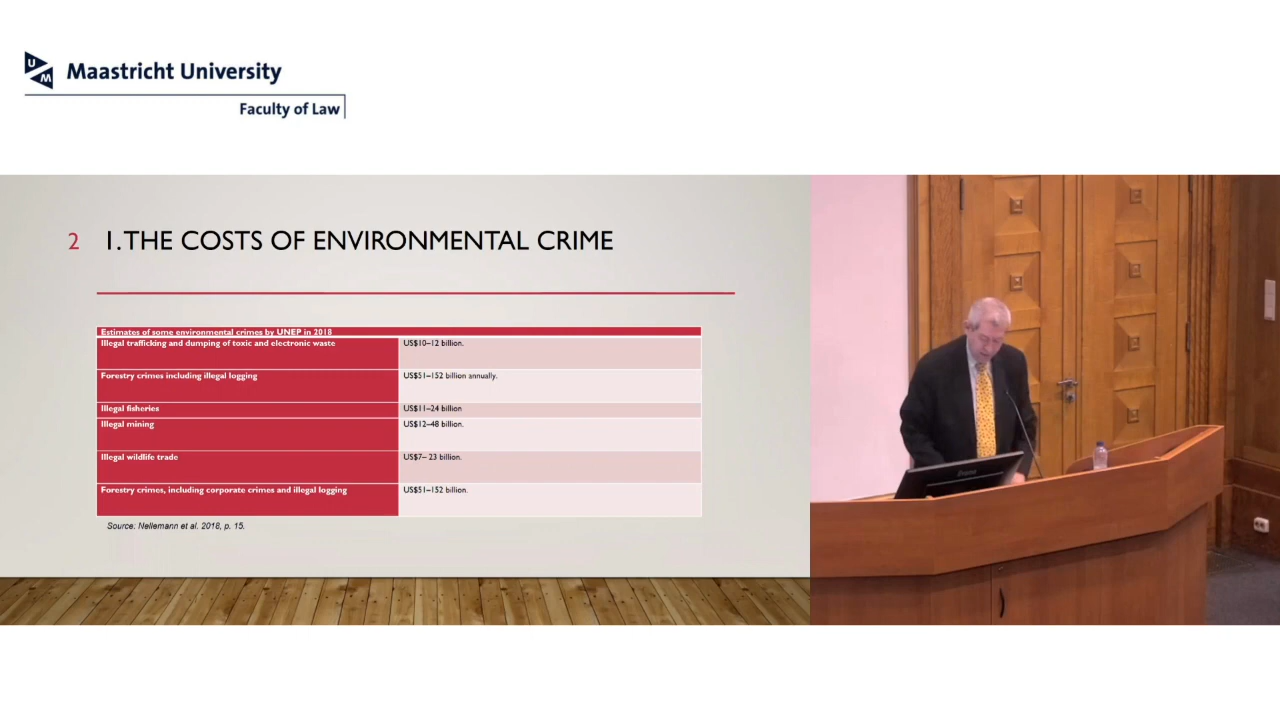 U
M
Maastricht University
Faculty of Law
2 1. THE COSTS OF ENVIRONMENTAL CRIME
Estimates of some environmental crimes by UNEP in 2018
Illegal trafficking and dumping of toxic and electronic waste US$10–12 billion.
Forestry crimes including illegal logging US$51–152 billion annually.
Illegal fisheries US$11–24 billion
Illegal mining US$12–48 billion.
Illegal wildlife trade US$7– 23 billion.
Forestry crimes, including corporate crimes and illegal logging US$51–152 billion.
Source: Nellemann et al. 2018, p. 15.